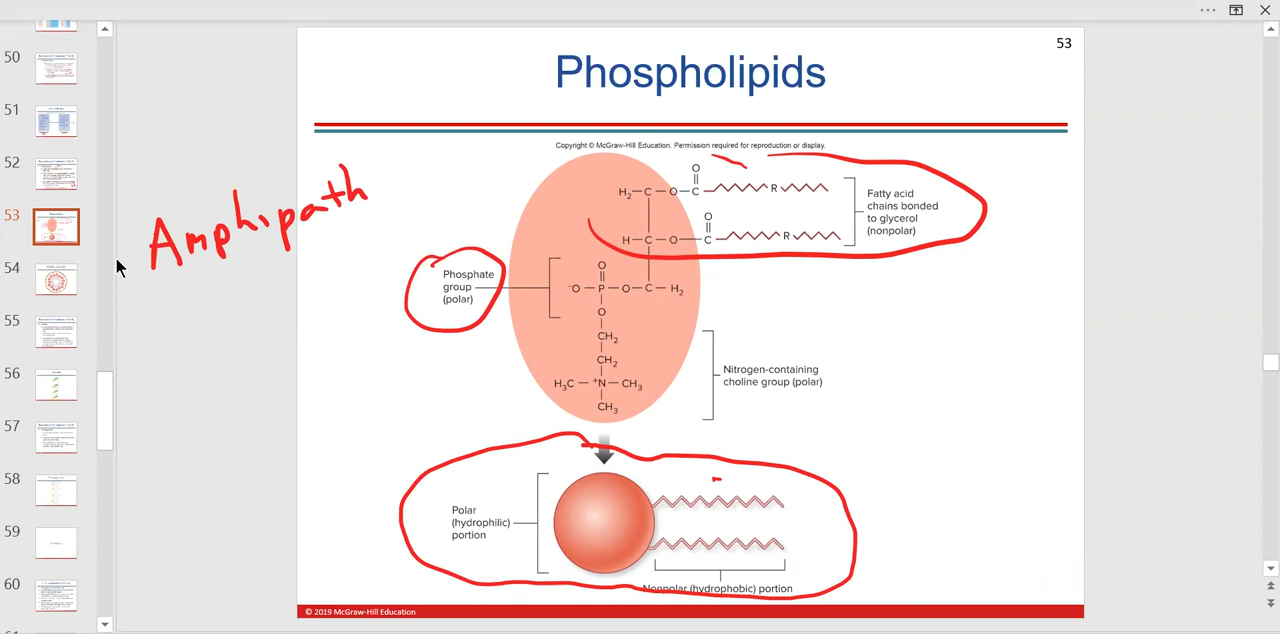 50
51
52
53
54
55
56
57
58
59
60
53
Phospholipids
Copyright © McGraw-Hill Education. Permission required for reproduction or display.
Amphipath
O
H₂—C—O—C
R
Fatty acid
chains bonded
to glycerol
(nonpolar)
O
H—C—O—C
R
Phosphate
group
(polar)
O
⁻O—P—O—C—H₂
O
CH₂
CH₂
H₃C—⁺N—CH₃
CH₃
Nitrogen-containing
choline group (polar)
Polar
(hydrophilic)
portion
Nonpolar (hydrophobic) portion
© 2019 McGraw-Hill Education